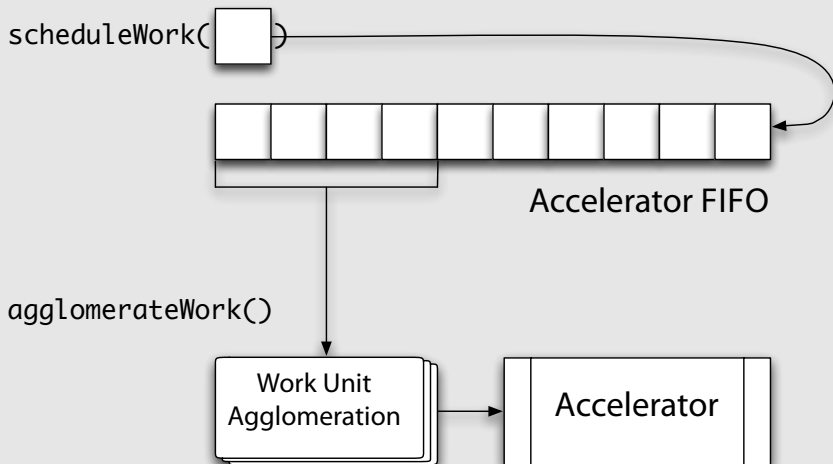 scheduleWork( )
Accelerator FIFO
agglomerateWork()
Work Unit
Agglomeration
Accelerator